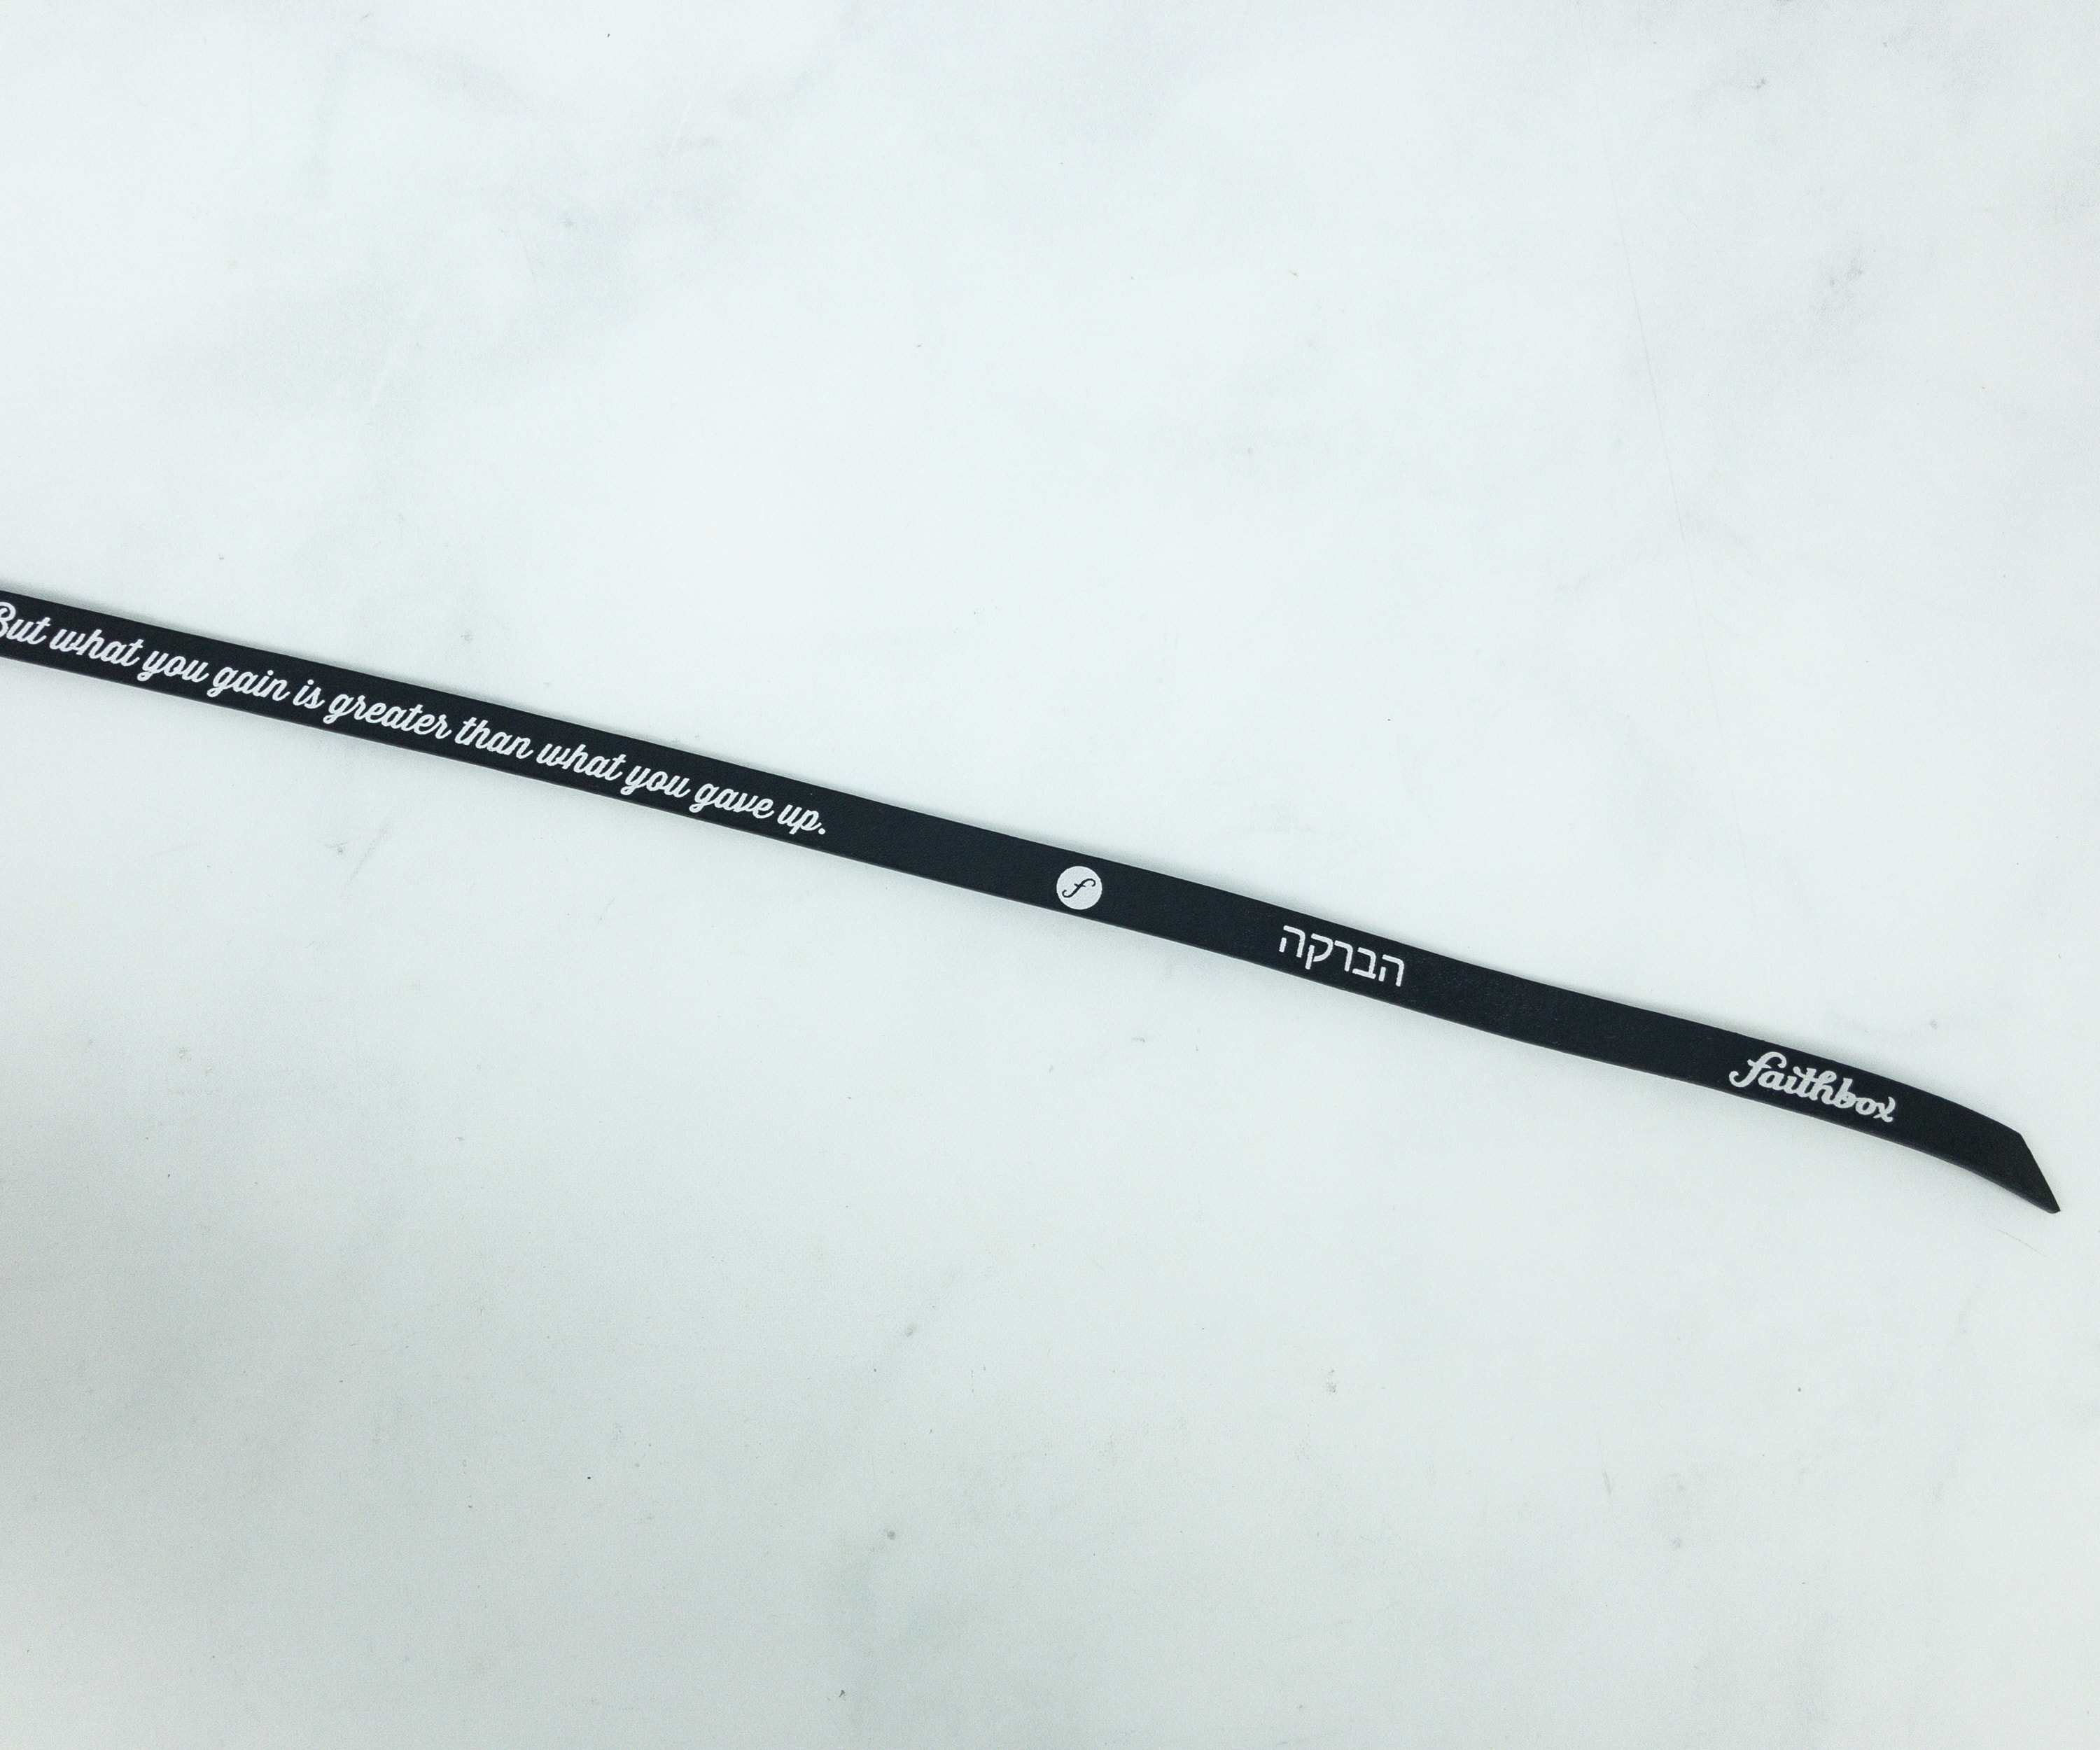 But what you gain is greater than what you gave up.
f
הברקה
faithbox